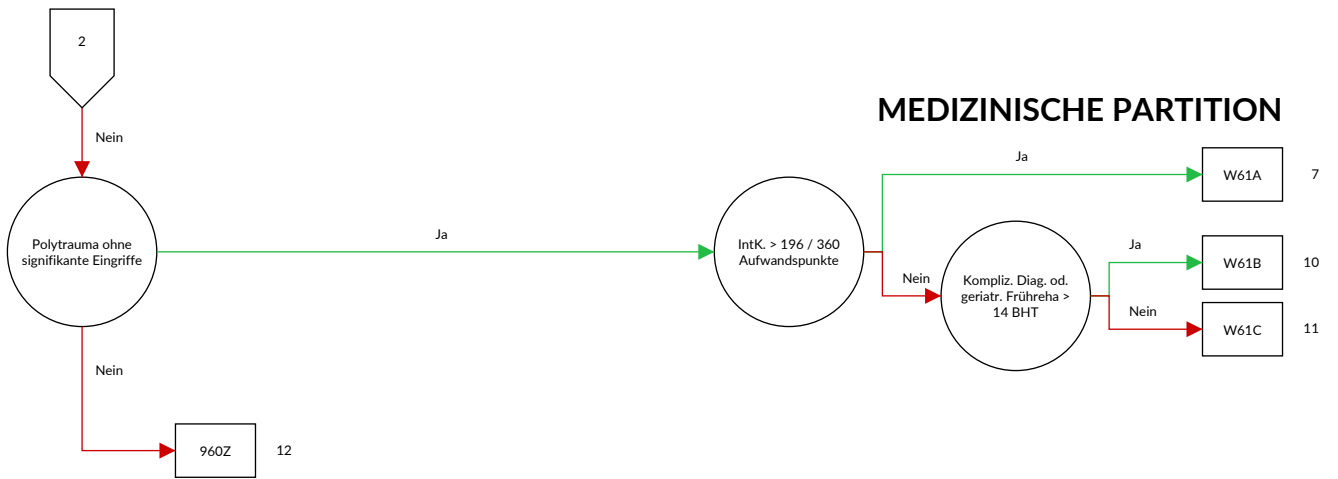 2
Nein
MEDIZINISCHE PARTITION
Ja
W61A
7
Polytrauma ohne
signifikante Eingriffe
Ja
IntK. > 196 / 360
Aufwandspunkte
Nein
Kompliz. Diag. od.
geriatr. Frühreha >
14 BHT
Ja
W61B
10
Nein
W61C
11
Nein
960Z
12